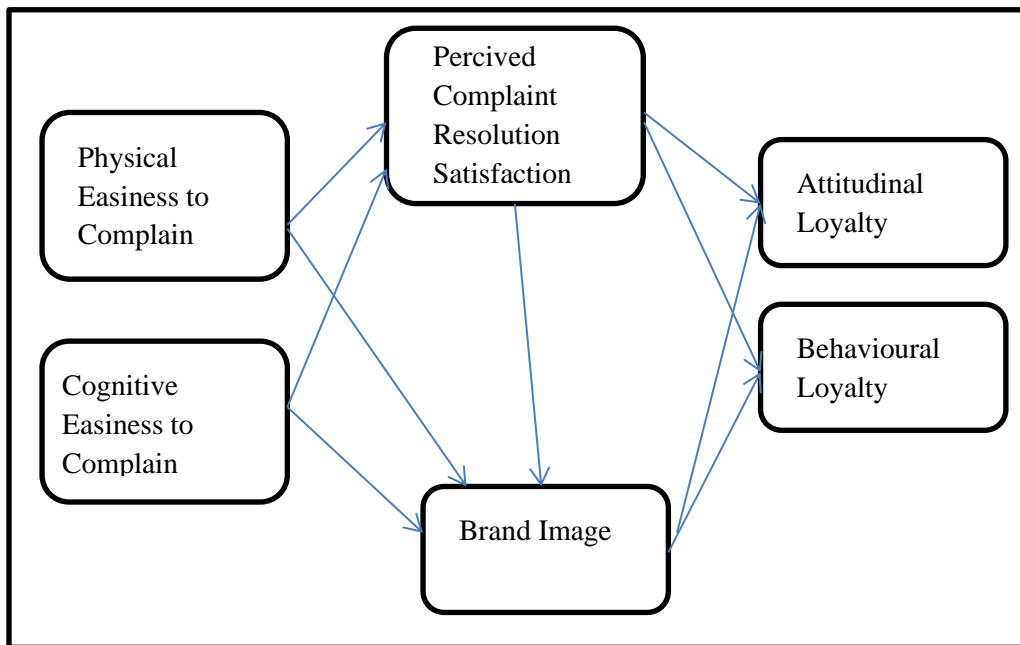 Percived
Complaint
Resolution
Satisfaction
Physical
Easiness to
Complain
Attitudinal
Loyalty
Cognitive
Easiness to
Complain
Behavioural
Loyalty
Brand Image